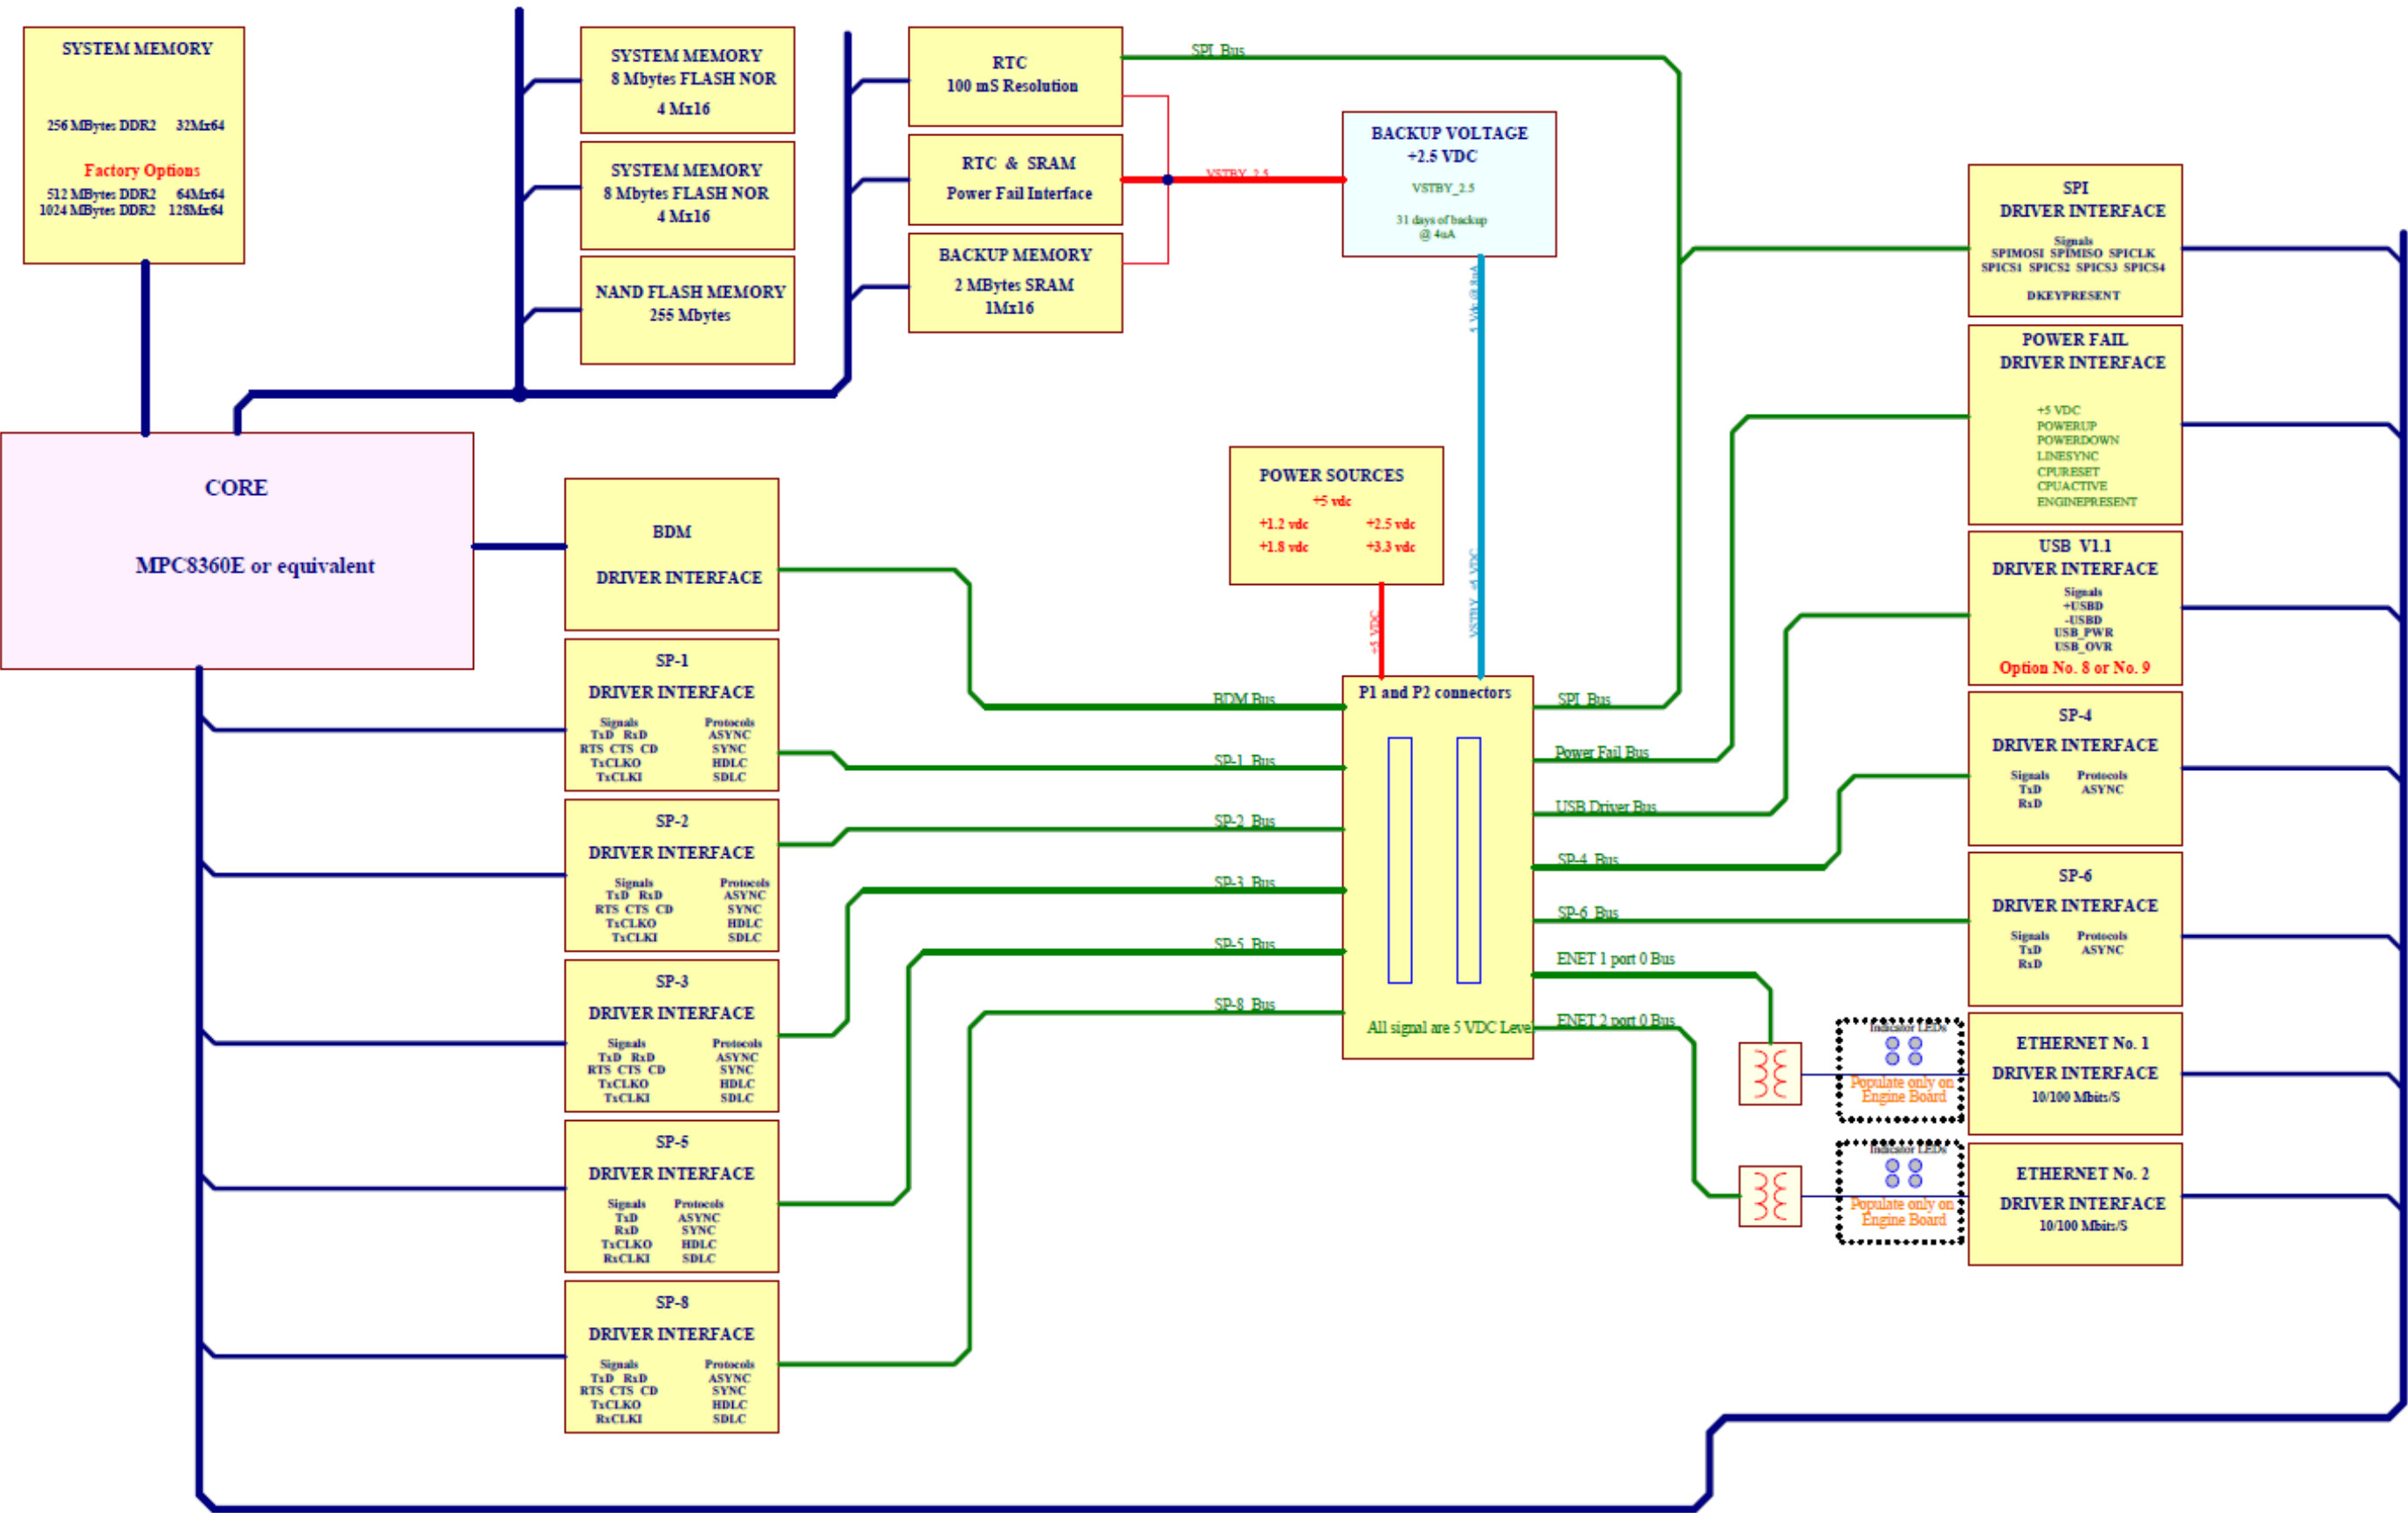 SYSTEM MEMORY
256 MBytes DDR2 32Mx64
Factory Options
512 MBytes DDR2 64Mx64
1024 MBytes DDR2 128Mx64
SYSTEM MEMORY
8 Mbytes FLASH NOR
4 Mx16
SYSTEM MEMORY
8 Mbytes FLASH NOR
4 Mx16
NAND FLASH MEMORY
255 Mbytes
RTC
100 mS Resolution
RTC & SRAM
Power Fail Interface
BACKUP MEMORY
2 MBytes SRAM
1Mx16
SPI Bus
VSTBY_2.5
BACKUP VOLTAGE
+2.5 VDC
VSTBY_2.5
31 days of backup
@ 4uA
VSTBY +5 VDC
POWER SOURCES
+5 vdc
+1.2 vdc +2.5 vdc
+1.8 vdc +3.3 vdc
+5 VDC
CORE
MPC8360E or equivalent
BDM
DRIVER INTERFACE
SP-1
DRIVER INTERFACE
Signals Protocols
TxD RxD ASYNC
RTS CTS CD SYNC
TxCLKO HDLC
TxCLKI SDLC
SP-2
DRIVER INTERFACE
Signals Protocols
TxD RxD ASYNC
RTS CTS CD SYNC
TxCLKO HDLC
TxCLKI SDLC
SP-3
DRIVER INTERFACE
Signals Protocols
TxD RxD ASYNC
RTS CTS CD SYNC
TxCLKO HDLC
TxCLKI SDLC
SP-5
DRIVER INTERFACE
Signals Protocols
TxD ASYNC
RxD SYNC
TxCLKO HDLC
RxCLKI SDLC
SP-8
DRIVER INTERFACE
Signals Protocols
TxD RxD ASYNC
RTS CTS CD SYNC
TxCLKO HDLC
RxCLKI SDLC
BDM Bus
SP-1 Bus
SP-2 Bus
SP-3 Bus
SP-5 Bus
SP-8 Bus
P1 and P2 connectors
All signal are 5 VDC Level
SPI Bus
Power Fail Bus
USB Driver Bus
SP-4 Bus
SP-6 Bus
ENET 1 port 0 Bus
ENET 2 port 0 Bus
SPI
DRIVER INTERFACE
Signals
SPIMOSI SPIMISO SPICLK
SPICS1 SPICS2 SPICS3 SPICS4
DKEYPRESENT
POWER FAIL
DRIVER INTERFACE
+5 VDC
POWERUP
POWERDOWN
LINESYNC
CPURESET
CPUACTIVE
ENGINEPRESENT
USB V1.1
DRIVER INTERFACE
Signals
+USBD
-USBD
USB_PWR
USB_OVR
Option No. 8 or No. 9
SP-4
DRIVER INTERFACE
Signals Protocols
TxD ASYNC
RxD
SP-6
DRIVER INTERFACE
Signals Protocols
TxD ASYNC
RxD
Indicator LEDs
Populate only on
Engine Board
ETHERNET No. 1
DRIVER INTERFACE
10/100 Mbits/S
Indicator LEDs
Populate only on
Engine Board
ETHERNET No. 2
DRIVER INTERFACE
10/100 Mbits/S